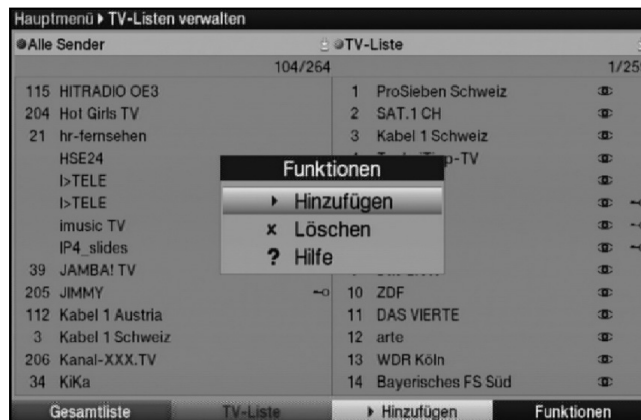 Hauptmenü ▸ TV-Listen verwalten
Alle Sender
104/264
115 HITRADIO OE3
204 Hot Girls TV
21 hr-fernsehen
HSE24
I>TELE
I>TELE
imusic TV
IP4_slides
39 JAMBA! TV
205 JIMMY
112 Kabel 1 Austria
3 Kabel 1 Schweiz
206 Kanal-XXX.TV
34 KiKa
TV-Liste
1/25
1 ProSieben Schweiz
2 SAT.1 CH
3 Kabel 1 Schweiz
p-TV
10 ZDF
11 DAS VIERTE
12 arte
13 WDR Köln
14 Bayerisches FS Süd
Funktionen
▸ Hinzufügen
x Löschen
? Hilfe
Gesamtliste
TV-Liste
▸ Hinzufügen
Funktionen